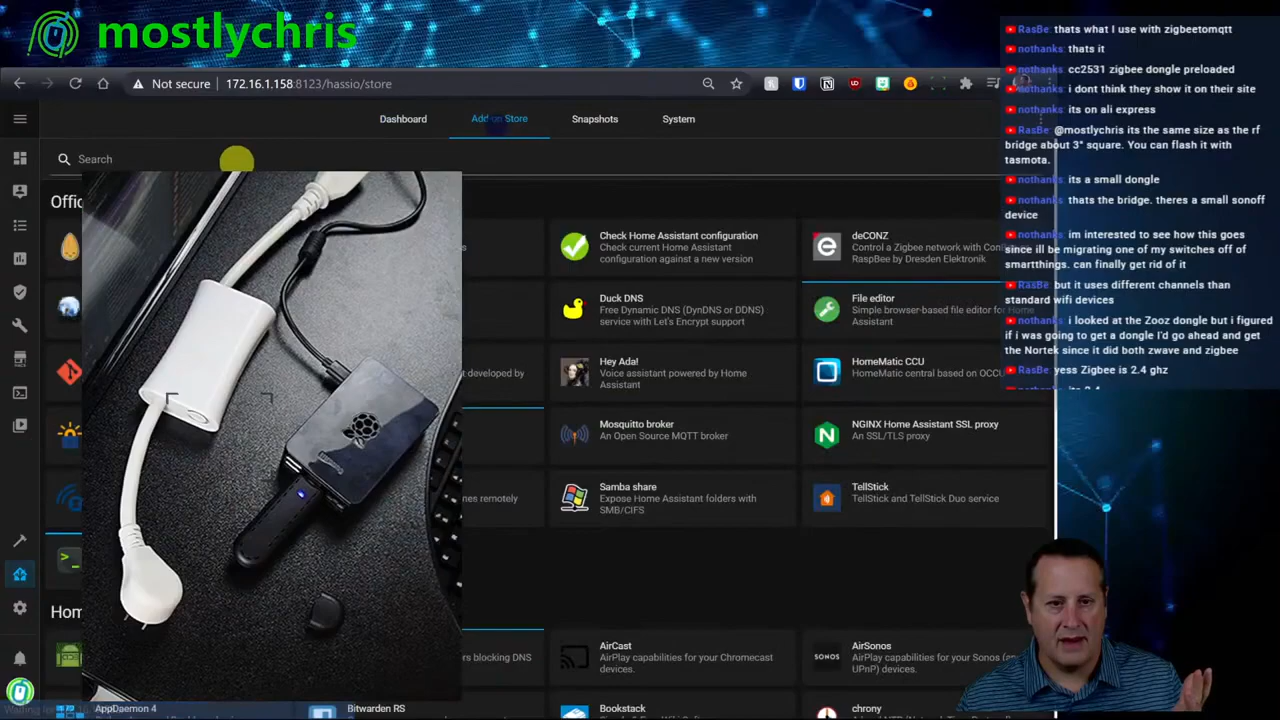 mostlychris
Not secure 172.16.1.158:8123/hassio/store
Dashboard Add-on Store Snapshots System
Search
Offic
Check Home Assistant configuration
Check current Home Assistant
configuration against a new version
deCONZ
Control a Zigbee network with
RaspBee by Dresden Elektronik
Duck DNS
Free Dynamic DNS (DynDNS or DDNS)
service with Let's Encrypt support
File editor
Simple browser-based file editor for
Assistant
developed by
Hey Ada!
Voice assistant powered by Home
Assistant
HomeMatic CCU
HomeMatic central based on OCCU
Mosquitto broker
An Open Source MQTT broker
NGINX Home Assistant SSL proxy
An SSL/TLS proxy
mes remotely
Samba share
Expose Home Assistant folders with
SMB/CIFS
TellStick
TellStick and TellStick Duo service
Hom
ers blocking DNS
AirCast
AirPlay capabilities for your Chromecast
devices.
SONOS
AirSonos
AirPlay capabilities for your Sonos (an
UPnP) devices.
AppDaemon 4
Bitwarden RS
Bookstack
chrony
RasBe: thats what I use with zigbeetomqtt
nothanks: thats it
nothanks: cc2531 zigbee dongle preloaded
nothanks: i dont think they show it on their site
nothanks: its on ali express
RasBe: @mostlychris its the same size as the rf
bridge about 3" square. You can flash it with
tasmota.
nothanks: its a small dongle
nothanks: thats the bridge. theres a small sonoff
device
nothanks: im interested to see how this goes
since ill be migrating one of my switches off of
smartthings. can finally get rid of it
RasBe: but it uses different channels than
standard wifi devices
nothanks: i looked at the Zooz dongle but i figured
if i was going to get a dongle I'd go ahead and get
the Nortek since it did both zwave and zigbee
RasBe: yess Zigbee is 2.4 ghz